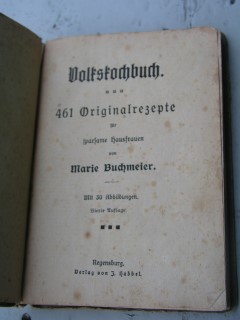 Volkskochbuch.
461 Originalrezepte
für
sparsame Hausfrauen
von
Marie Buchmeier.
Mit 20 Abbildungen.
Vierte Auflage
Regensburg.
Verlag von J. Habbel.